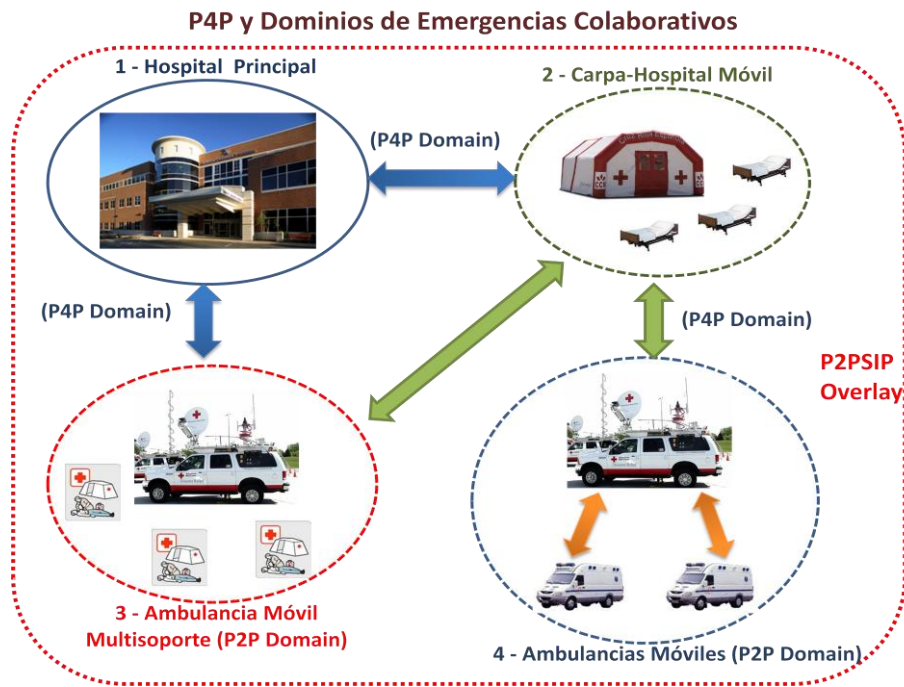 P4P y Dominios de Emergencias Colaborativos
1 - Hospital Principal
2 - Carpa-Hospital Móvil
(P4P Domain)
(P4P Domain)
(P4P Domain)
P2PSIP
Overlay
3 - Ambulancia Móvil
Multisoporte (P2P Domain)
4 - Ambulancias Móviles (P2P Domain)